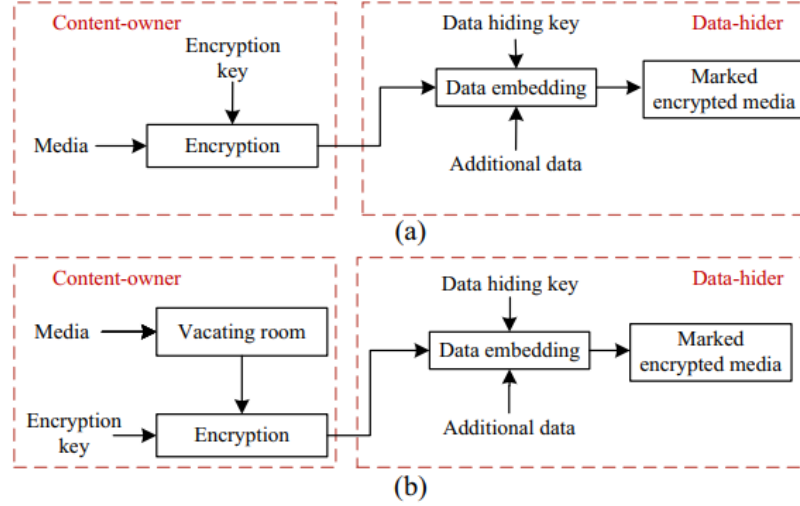 Content-owner
Data-hider
Encryption
key
Data hiding key
Media
Encryption
Data embedding
Marked
encrypted media
Additional data
(a)
Content-owner
Data-hider
Data hiding key
Media
Vacating room
Data embedding
Marked
encrypted media
Encryption
key
Encryption
Additional data
(b)